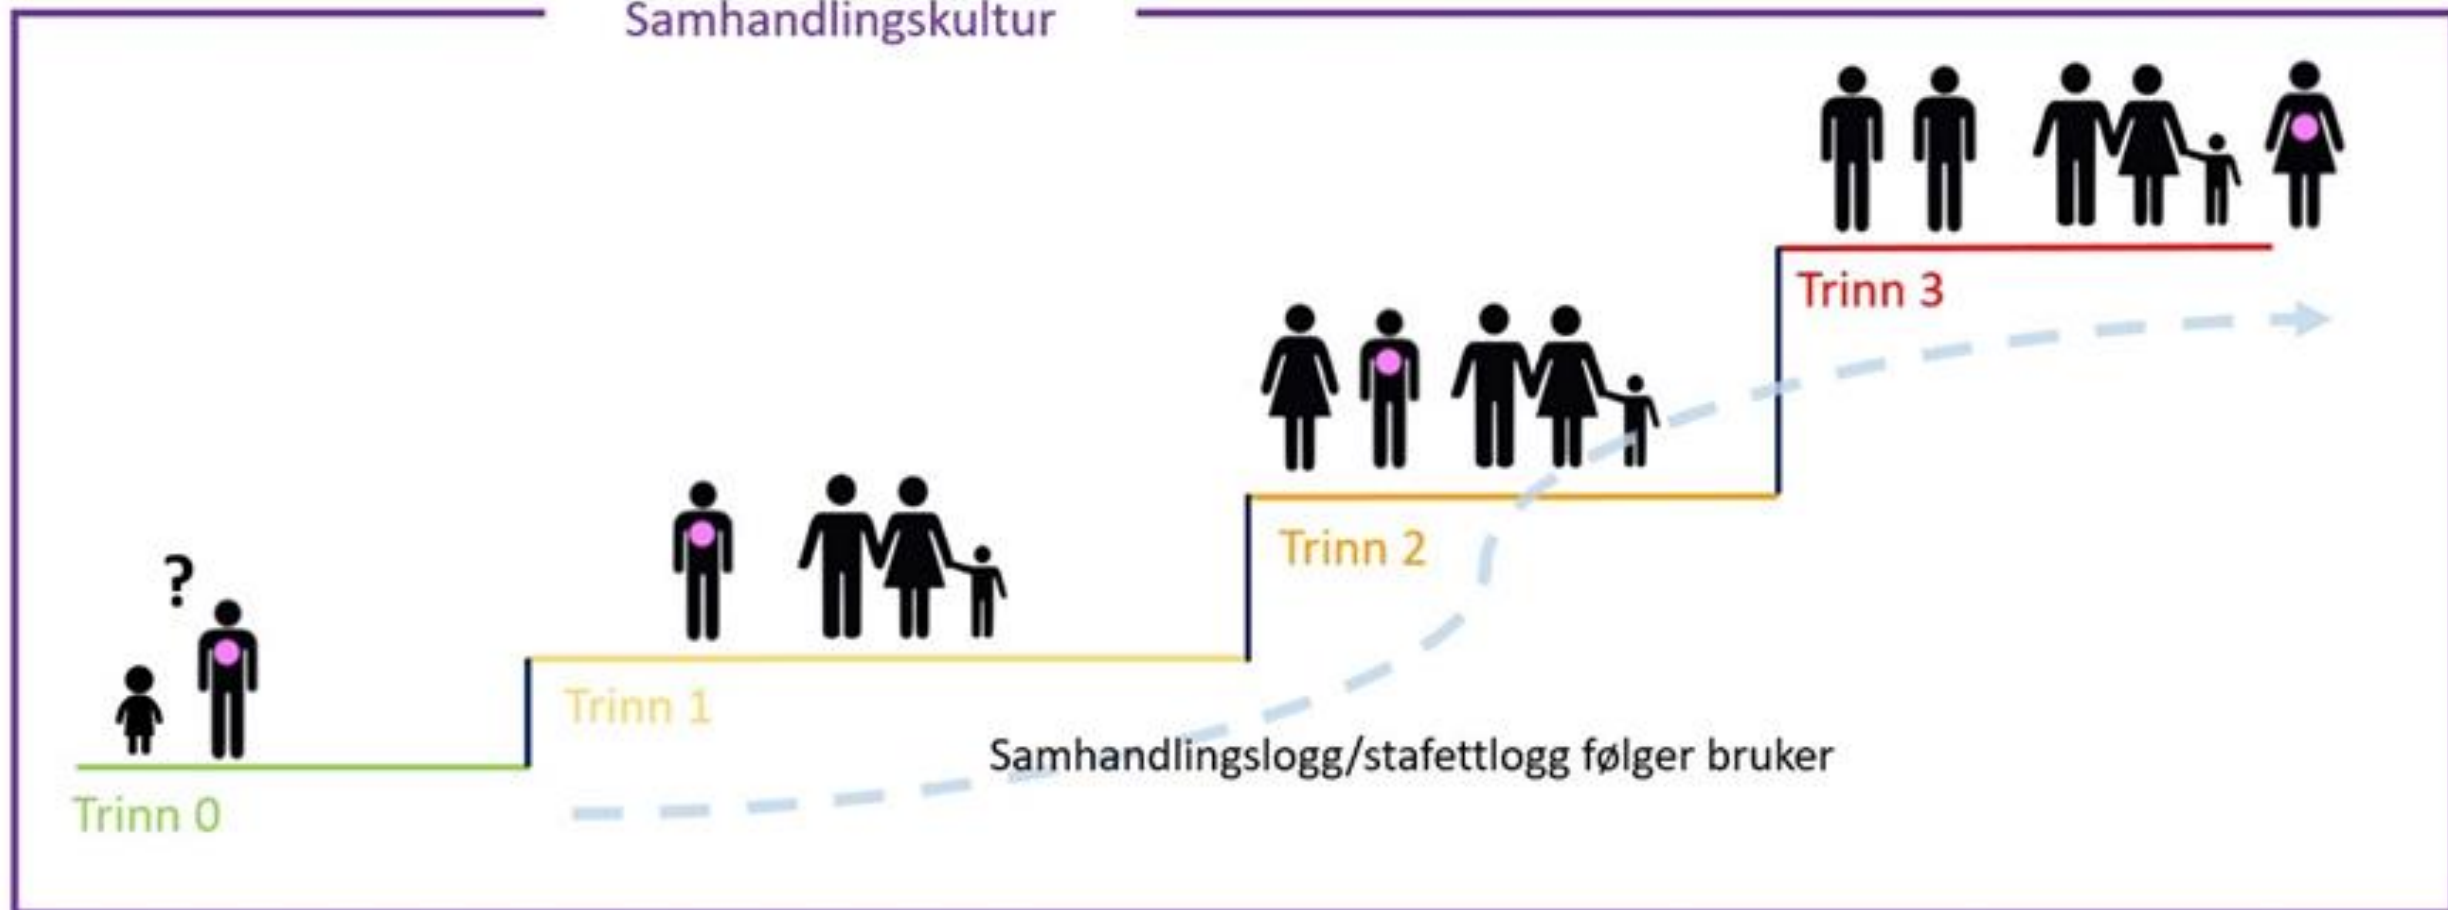 Samhandlingskultur
Trinn 3
Trinn 2
?
Trinn 1
Samhandlingslogg/stafettlogg følger bruker
Trinn 0